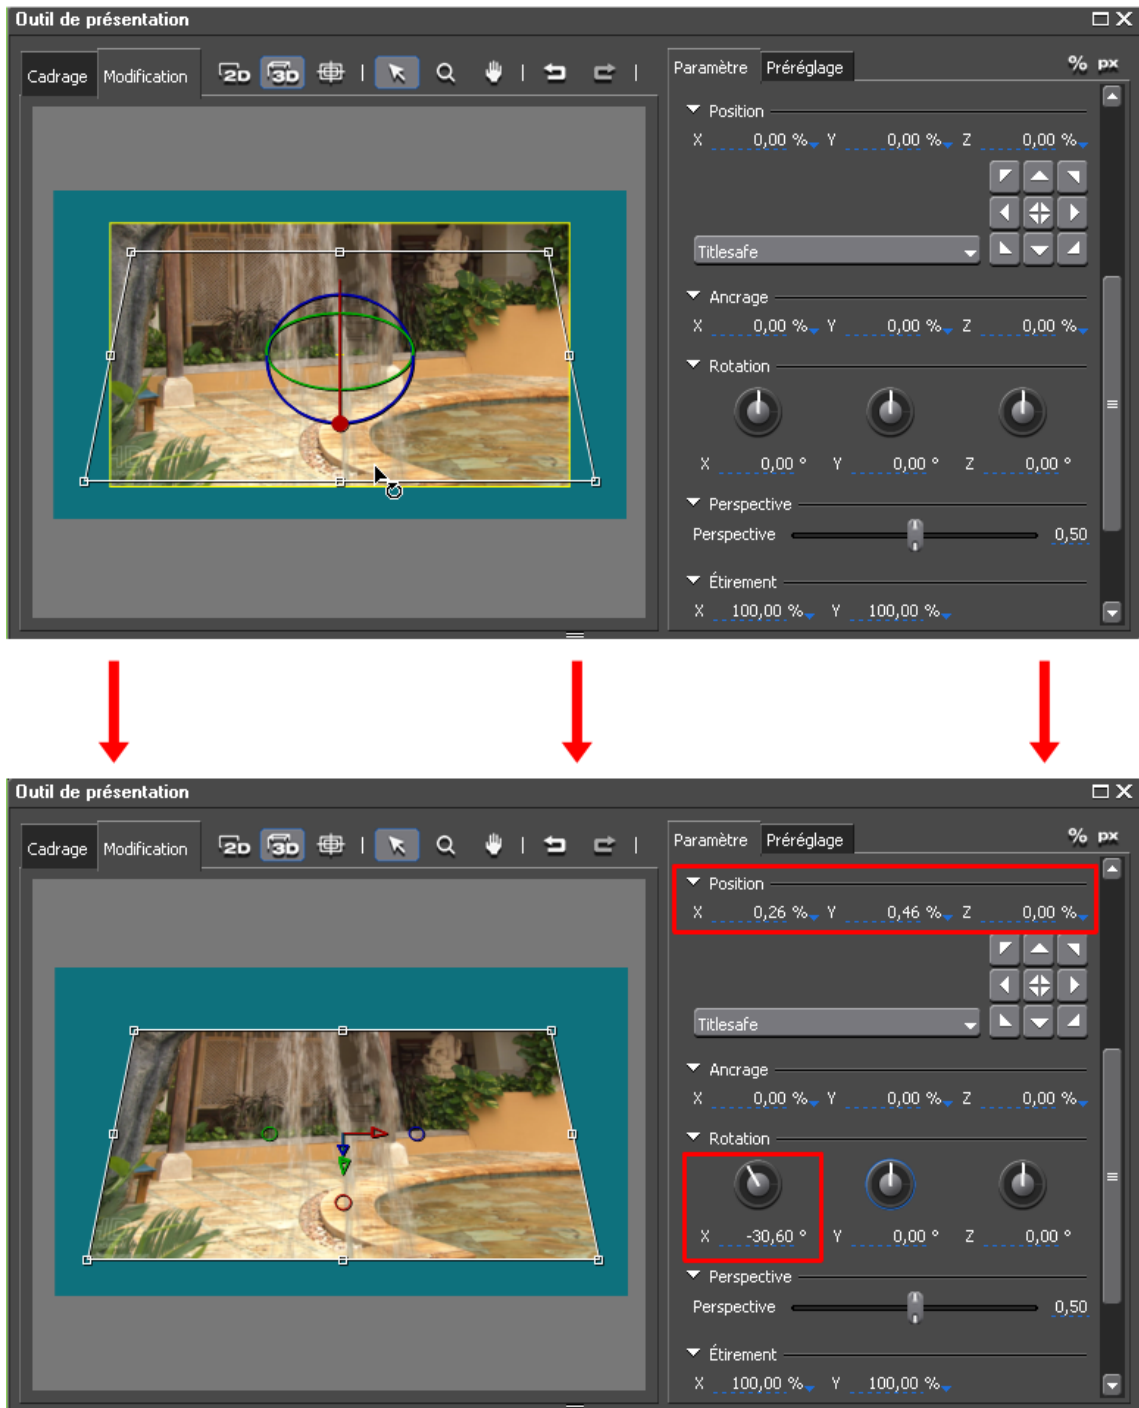 Outil de présentation
Cadrage Modification 2D 3D Paramètre Préréglage % px
Position
X 0,00 % Y 0,00 % Z 0,00 %
Titlesafe
Ancrage
X 0,00 % Y 0,00 % Z 0,00 %
Rotation
X 0,00 ° Y 0,00 ° Z 0,00 °
Perspective
Perspective 0,50
Étirement
X 100,00 % Y 100,00 %
Outil de présentation
Cadrage Modification 2D 3D Paramètre Préréglage % px
Position
X 0,26 % Y 0,46 % Z 0,00 %
Titlesafe
Ancrage
X 0,00 % Y 0,00 % Z 0,00 %
Rotation
X -30,60 ° Y 0,00 ° Z 0,00 °
Perspective
Perspective 0,50
Étirement
X 100,00 % Y 100,00 %